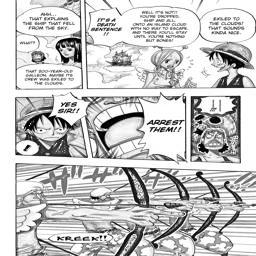 AHH...
THAT EXPLAINS
THE SHIP THAT FELL
FROM THE SKY.
WHAT?
THAT 200-YEAR-OLD
GALLEON. MAYBE ITS
CREW WAS EXILED TO
THE CLOUDS.
IT'S A
DEATH
SENTENCE
!!
WELL IT'S NOT!!
YOU'RE DROPPED,
SHIP AND ALL,
ONTO AN ISLAND CLOUD
WITH NO WAY TO ESCAPE,
AND THERE YOU'LL STAY
UNTIL YOU'RE NOTHING
BUT BONES!
EXILED TO
THE CLOUDS?
THAT SOUNDS
KINDA NICE.
YES
SIR!!
ARREST
THEM!!
KREEK!!